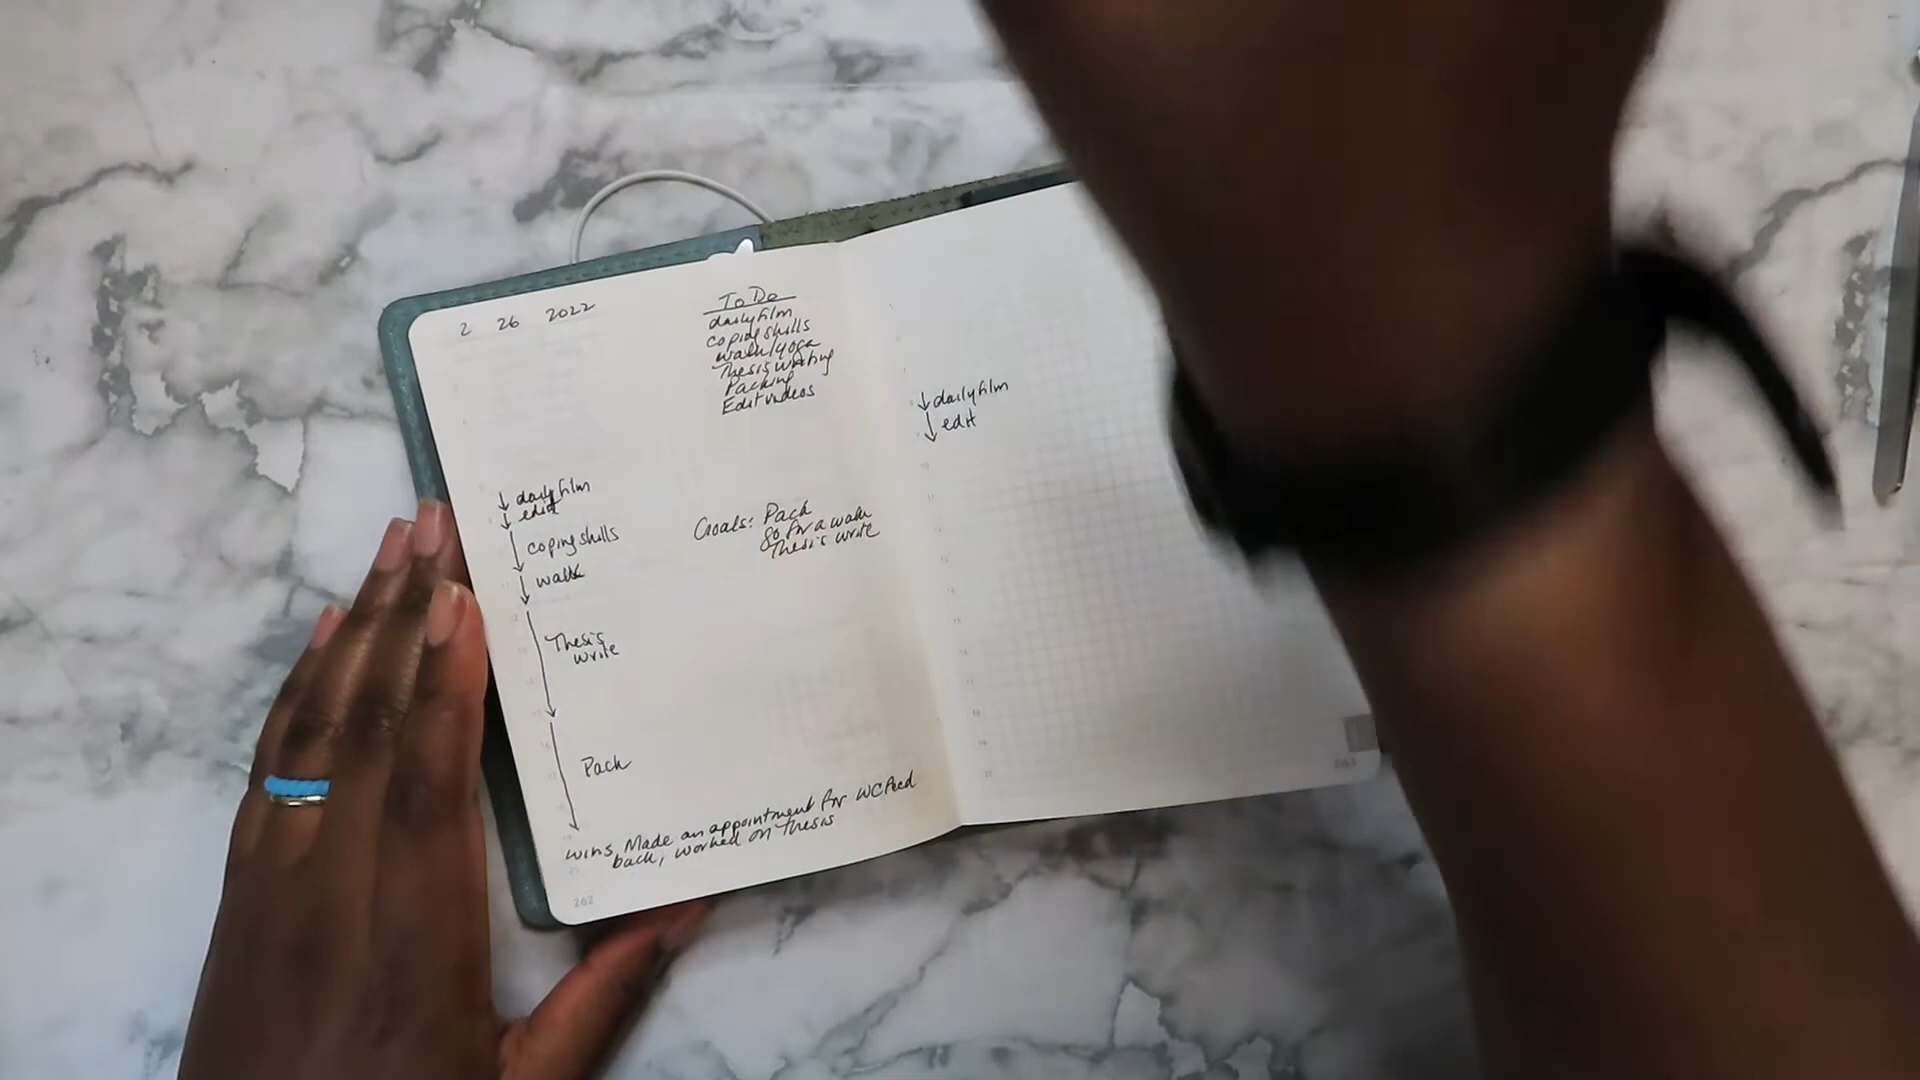 2 26 2022
To Do
daily film
coping skills
walk/yoga
Thesis writing
Packing
Edit videos
daily film
edit
coping skills
walk
Thesis
write
Pack
Goals: Pack
go for a walk
Thesis write
wins Made an appointment for WC
back, worked on Thesis
262
daily film
edit
263